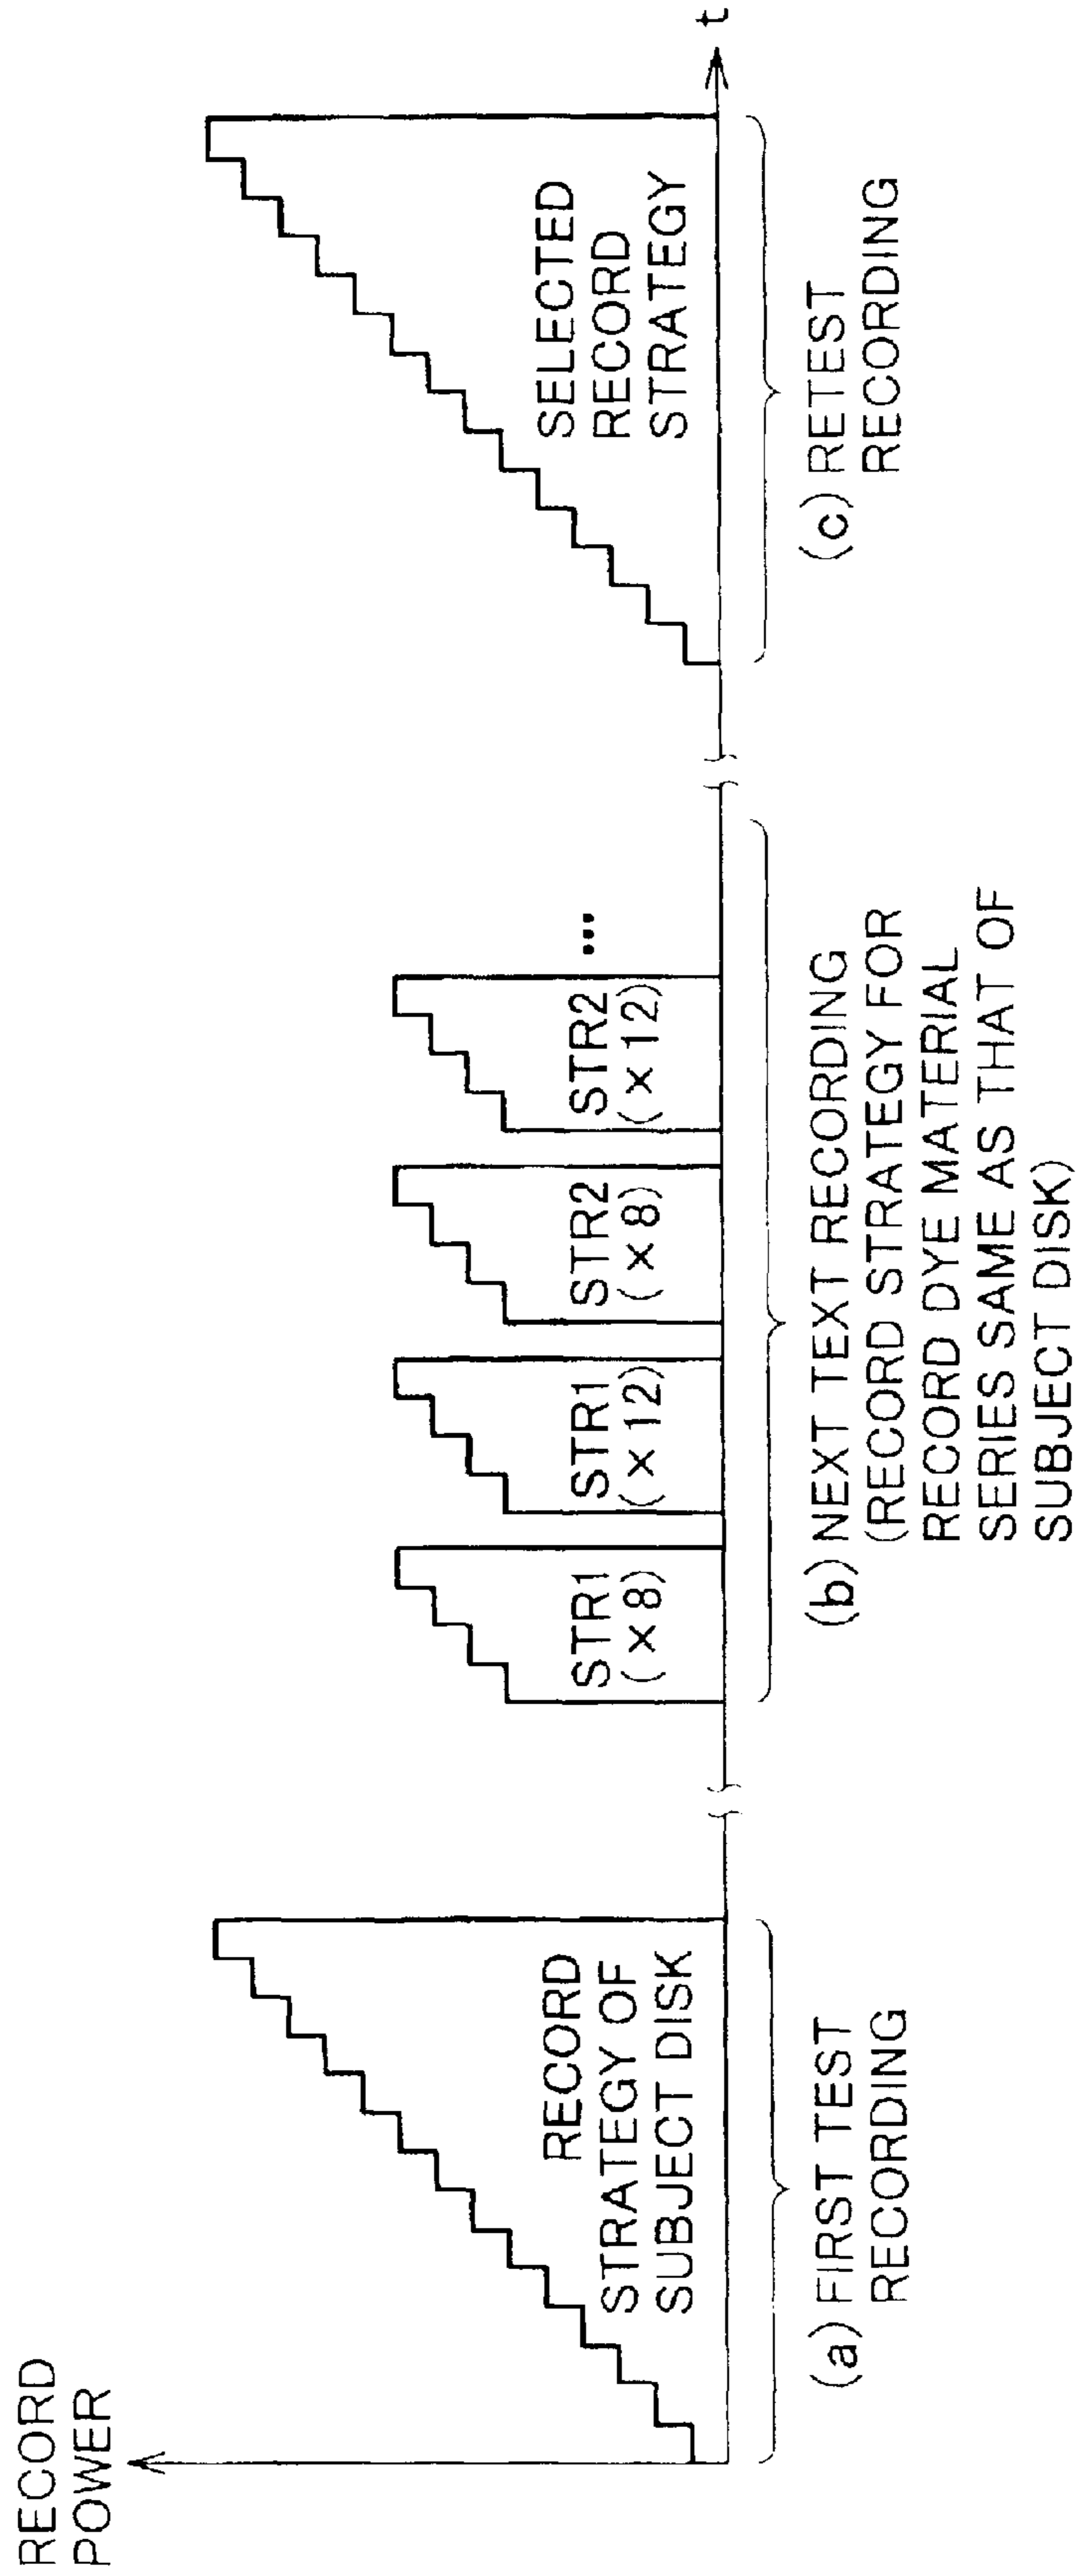 RECORD
POWER
RECORD
STRATEGY OF
SUBJECT DISK
STR1
(×8)
STR1
(×12)
STR2
(×8)
STR2
(×12)
...
SELECTED
RECORD
STRATEGY
t
(a) FIRST TEST
RECORDING
(b) NEXT TEXT RECORDING
(RECORD STRATEGY FOR
RECORD DYE MATERIAL
SERIES SAME AS THAT OF
SUBJECT DISK)
(c) RETEST
RECORDING